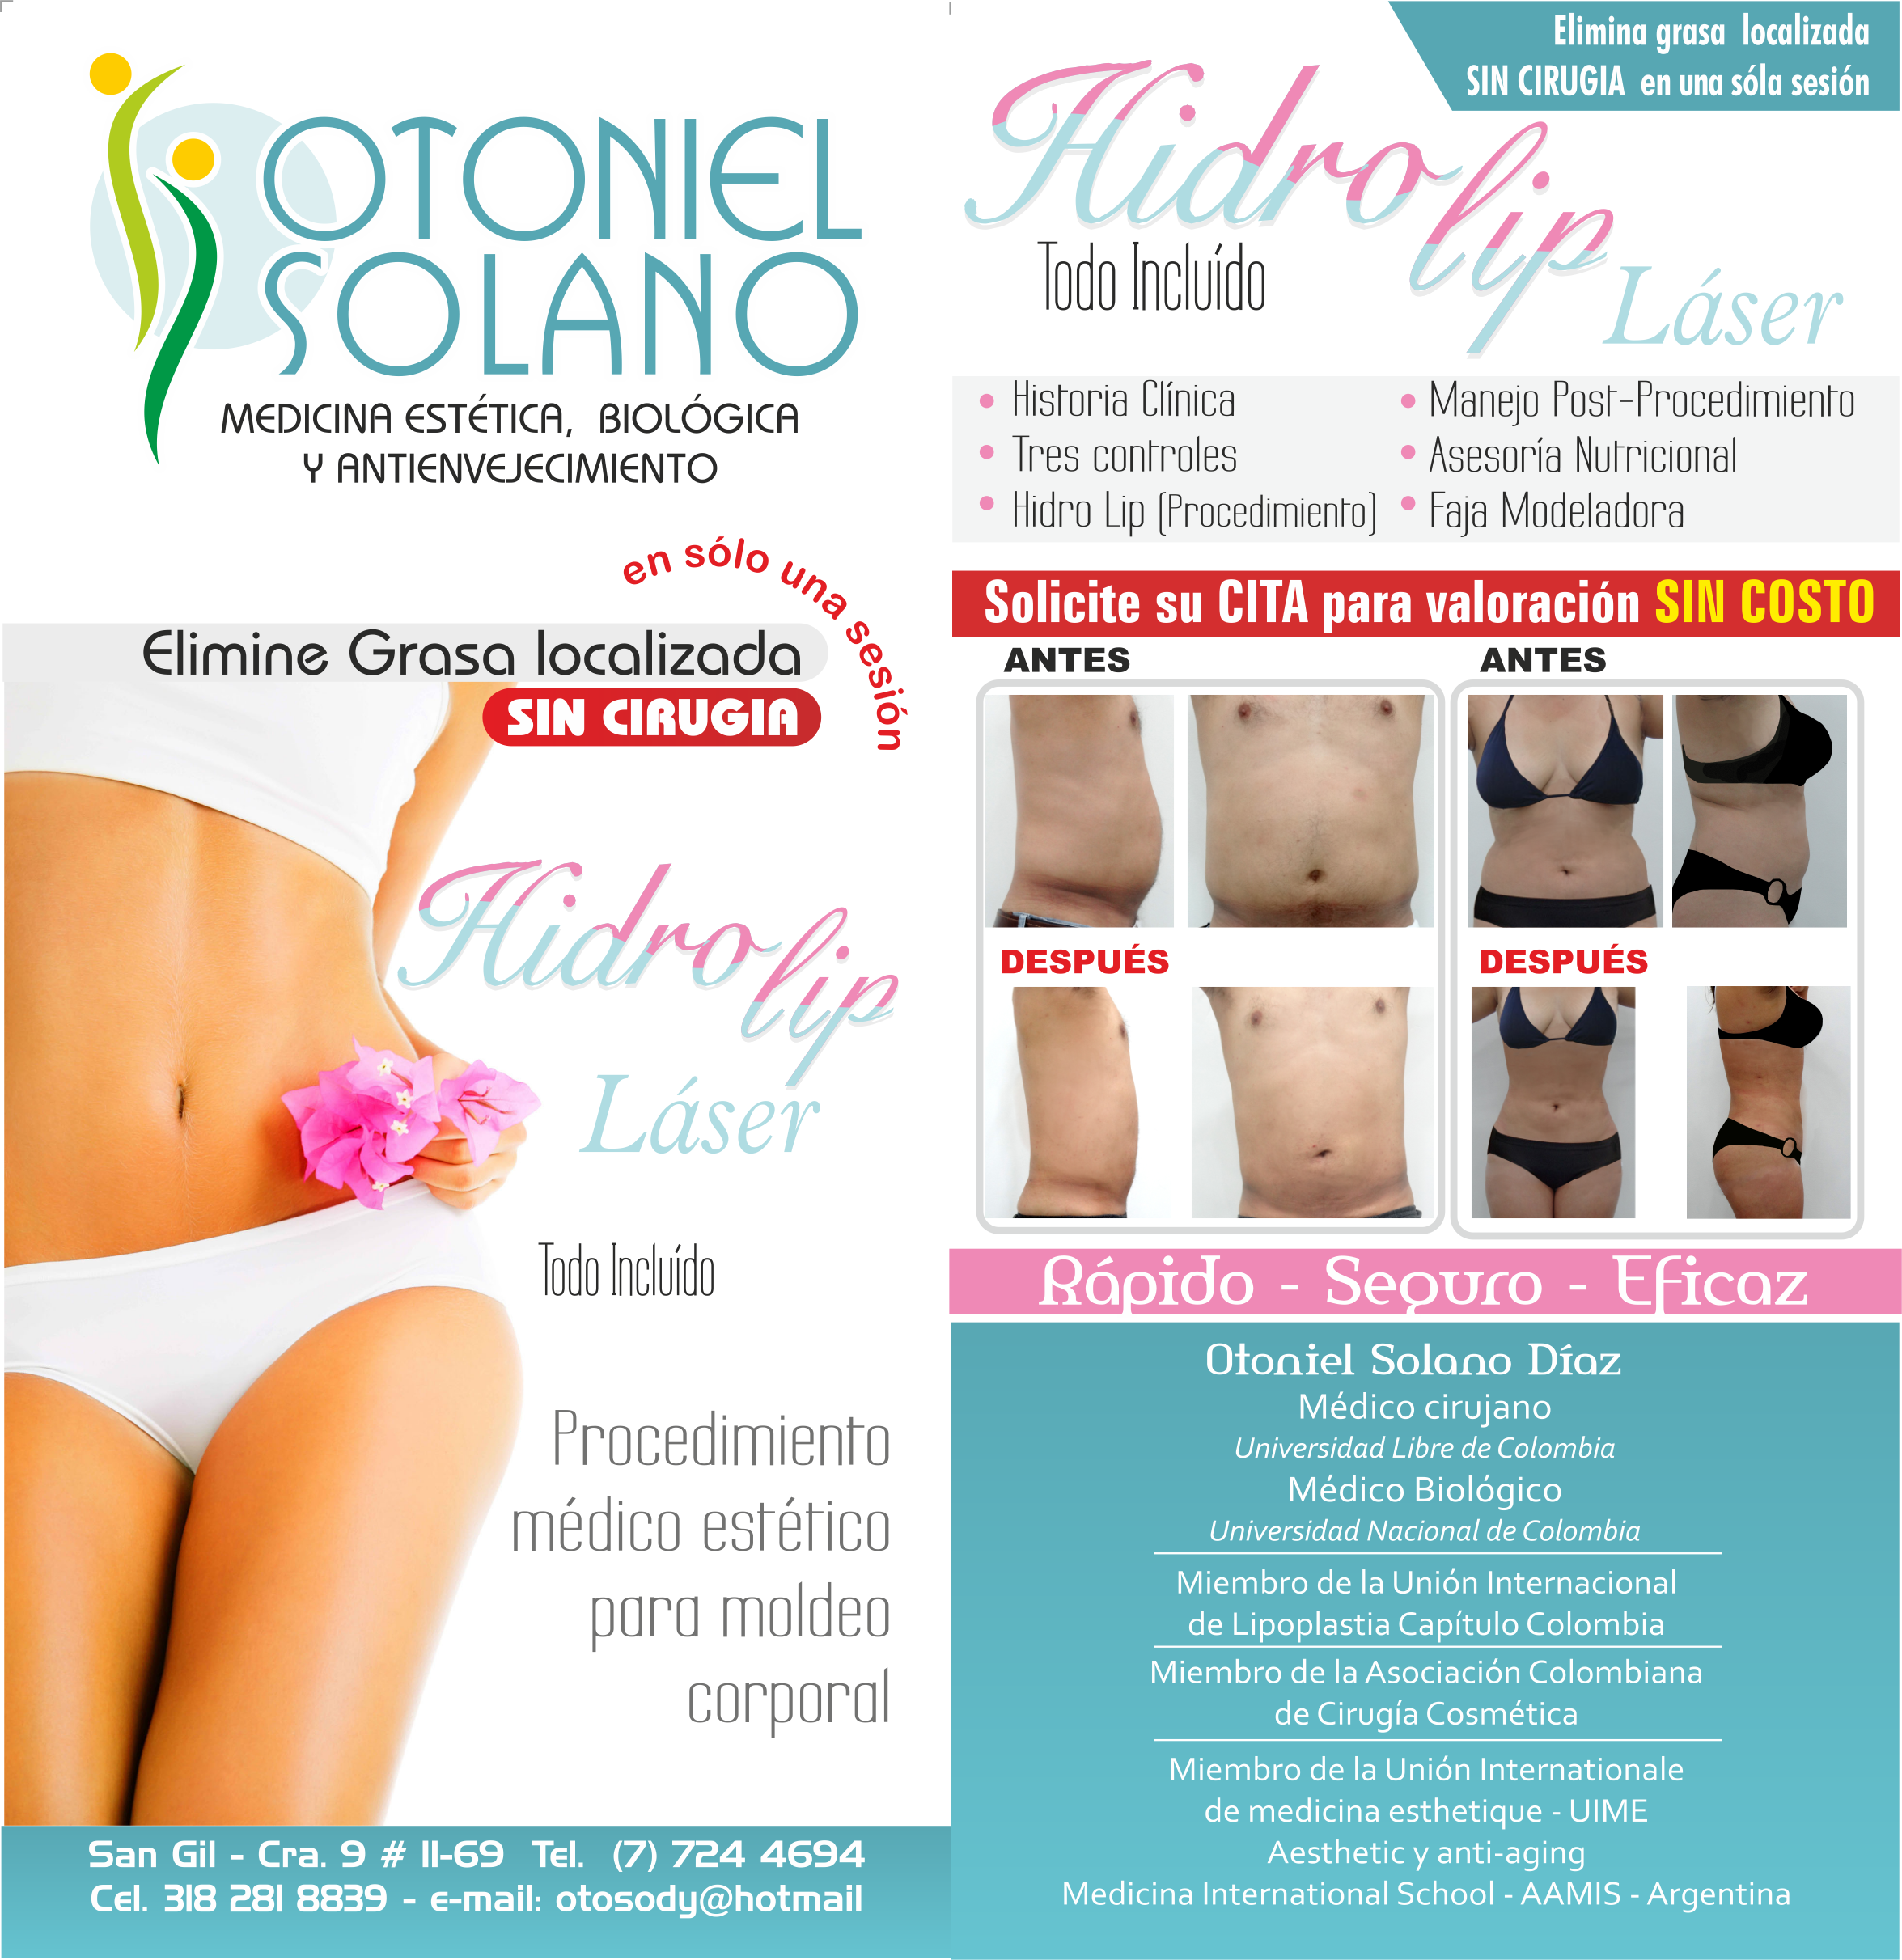 OTONIEL
SOLANO
MEDICINA ESTÉTICA, BIOLÓGICA
Y ANTIENVEJECIMIENTO
en sólo una sesión
Elimine Grasa localizada
SIN CIRUGIA
Hidro lip
Láser
Todo Incluído
Procedimiento
médico estético
para moldeo
corporal
San Gil - Cra. 9 # 11-69 Tel. (7) 724 4694
Cel. 318 281 8839 - e-mail: otosody@hotmail
Elimina grasa localizada
SIN CIRUGIA en una sóla sesión
Hidro lip
Láser
Todo Incluído
• Historia Clínica
• Tres controles
• Hidro Lip (Procedimiento)
• Manejo Post-Procedimiento
• Asesoría Nutricional
• Faja Modeladora
Solicite su CITA para valoración SIN COSTO
ANTES
ANTES
DESPUÉS
DESPUÉS
Rápido - Seguro - Eficaz
Otoniel Solano Díaz
Médico cirujano
Universidad Libre de Colombia
Médico Biológico
Universidad Nacional de Colombia
Miembro de la Unión Internacional
de Lipoplastia Capítulo Colombia
Miembro de la Asociación Colombiana
de Cirugía Cosmética
Miembro de la Unión Internationale
de medicina esthetique - UIME
Aesthetic y anti-aging
Medicina International School - AAMIS - Argentina